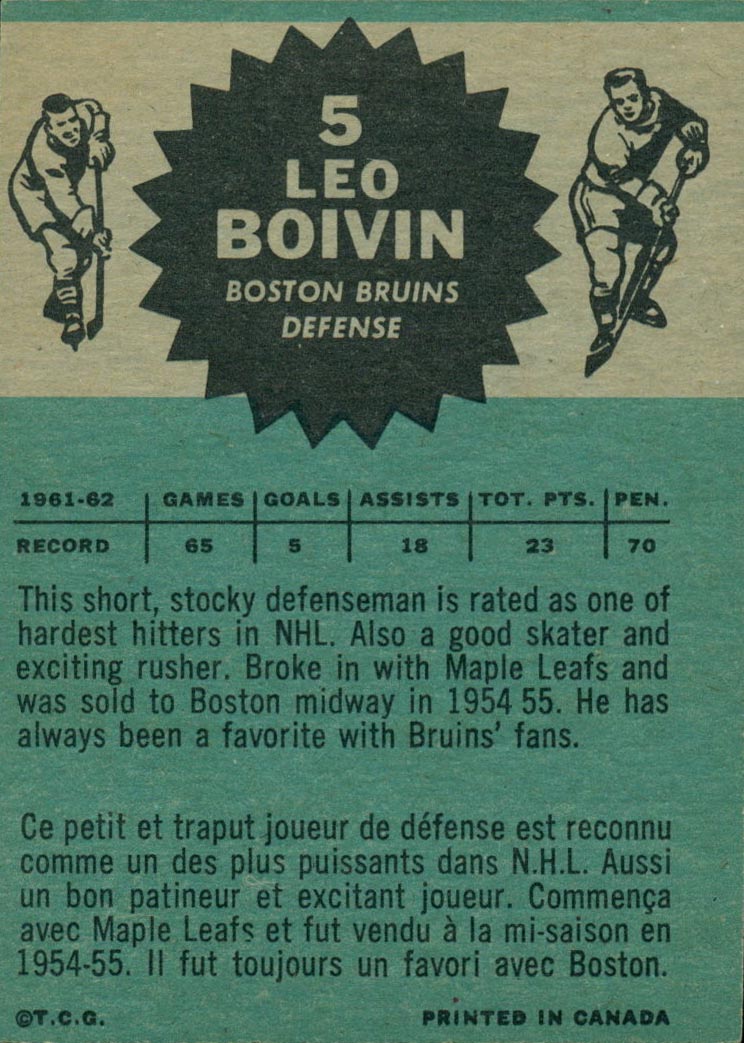 5
LEO
BOIVIN
BOSTON BRUINS
DEFENSE
1961-62 GAMES GOALS ASSISTS TOT. PTS. PEN.
RECORD 65 5 18 23 70
This short, stocky defenseman is rated as one of
hardest hitters in NHL. Also a good skater and
exciting rusher. Broke in with Maple Leafs and
was sold to Boston midway in 1954 55. He has
always been a favorite with Bruins' fans.
Ce petit et traput joueur de défense est reconnu
comme un des plus puissants dans N.H.L. Aussi
un bon patineur et excitant joueur. Commença
avec Maple Leafs et fut vendu à la mi-saison en
1954-55. Il fut toujours un favori avec Boston.
©T.C.G. PRINTED IN CANADA